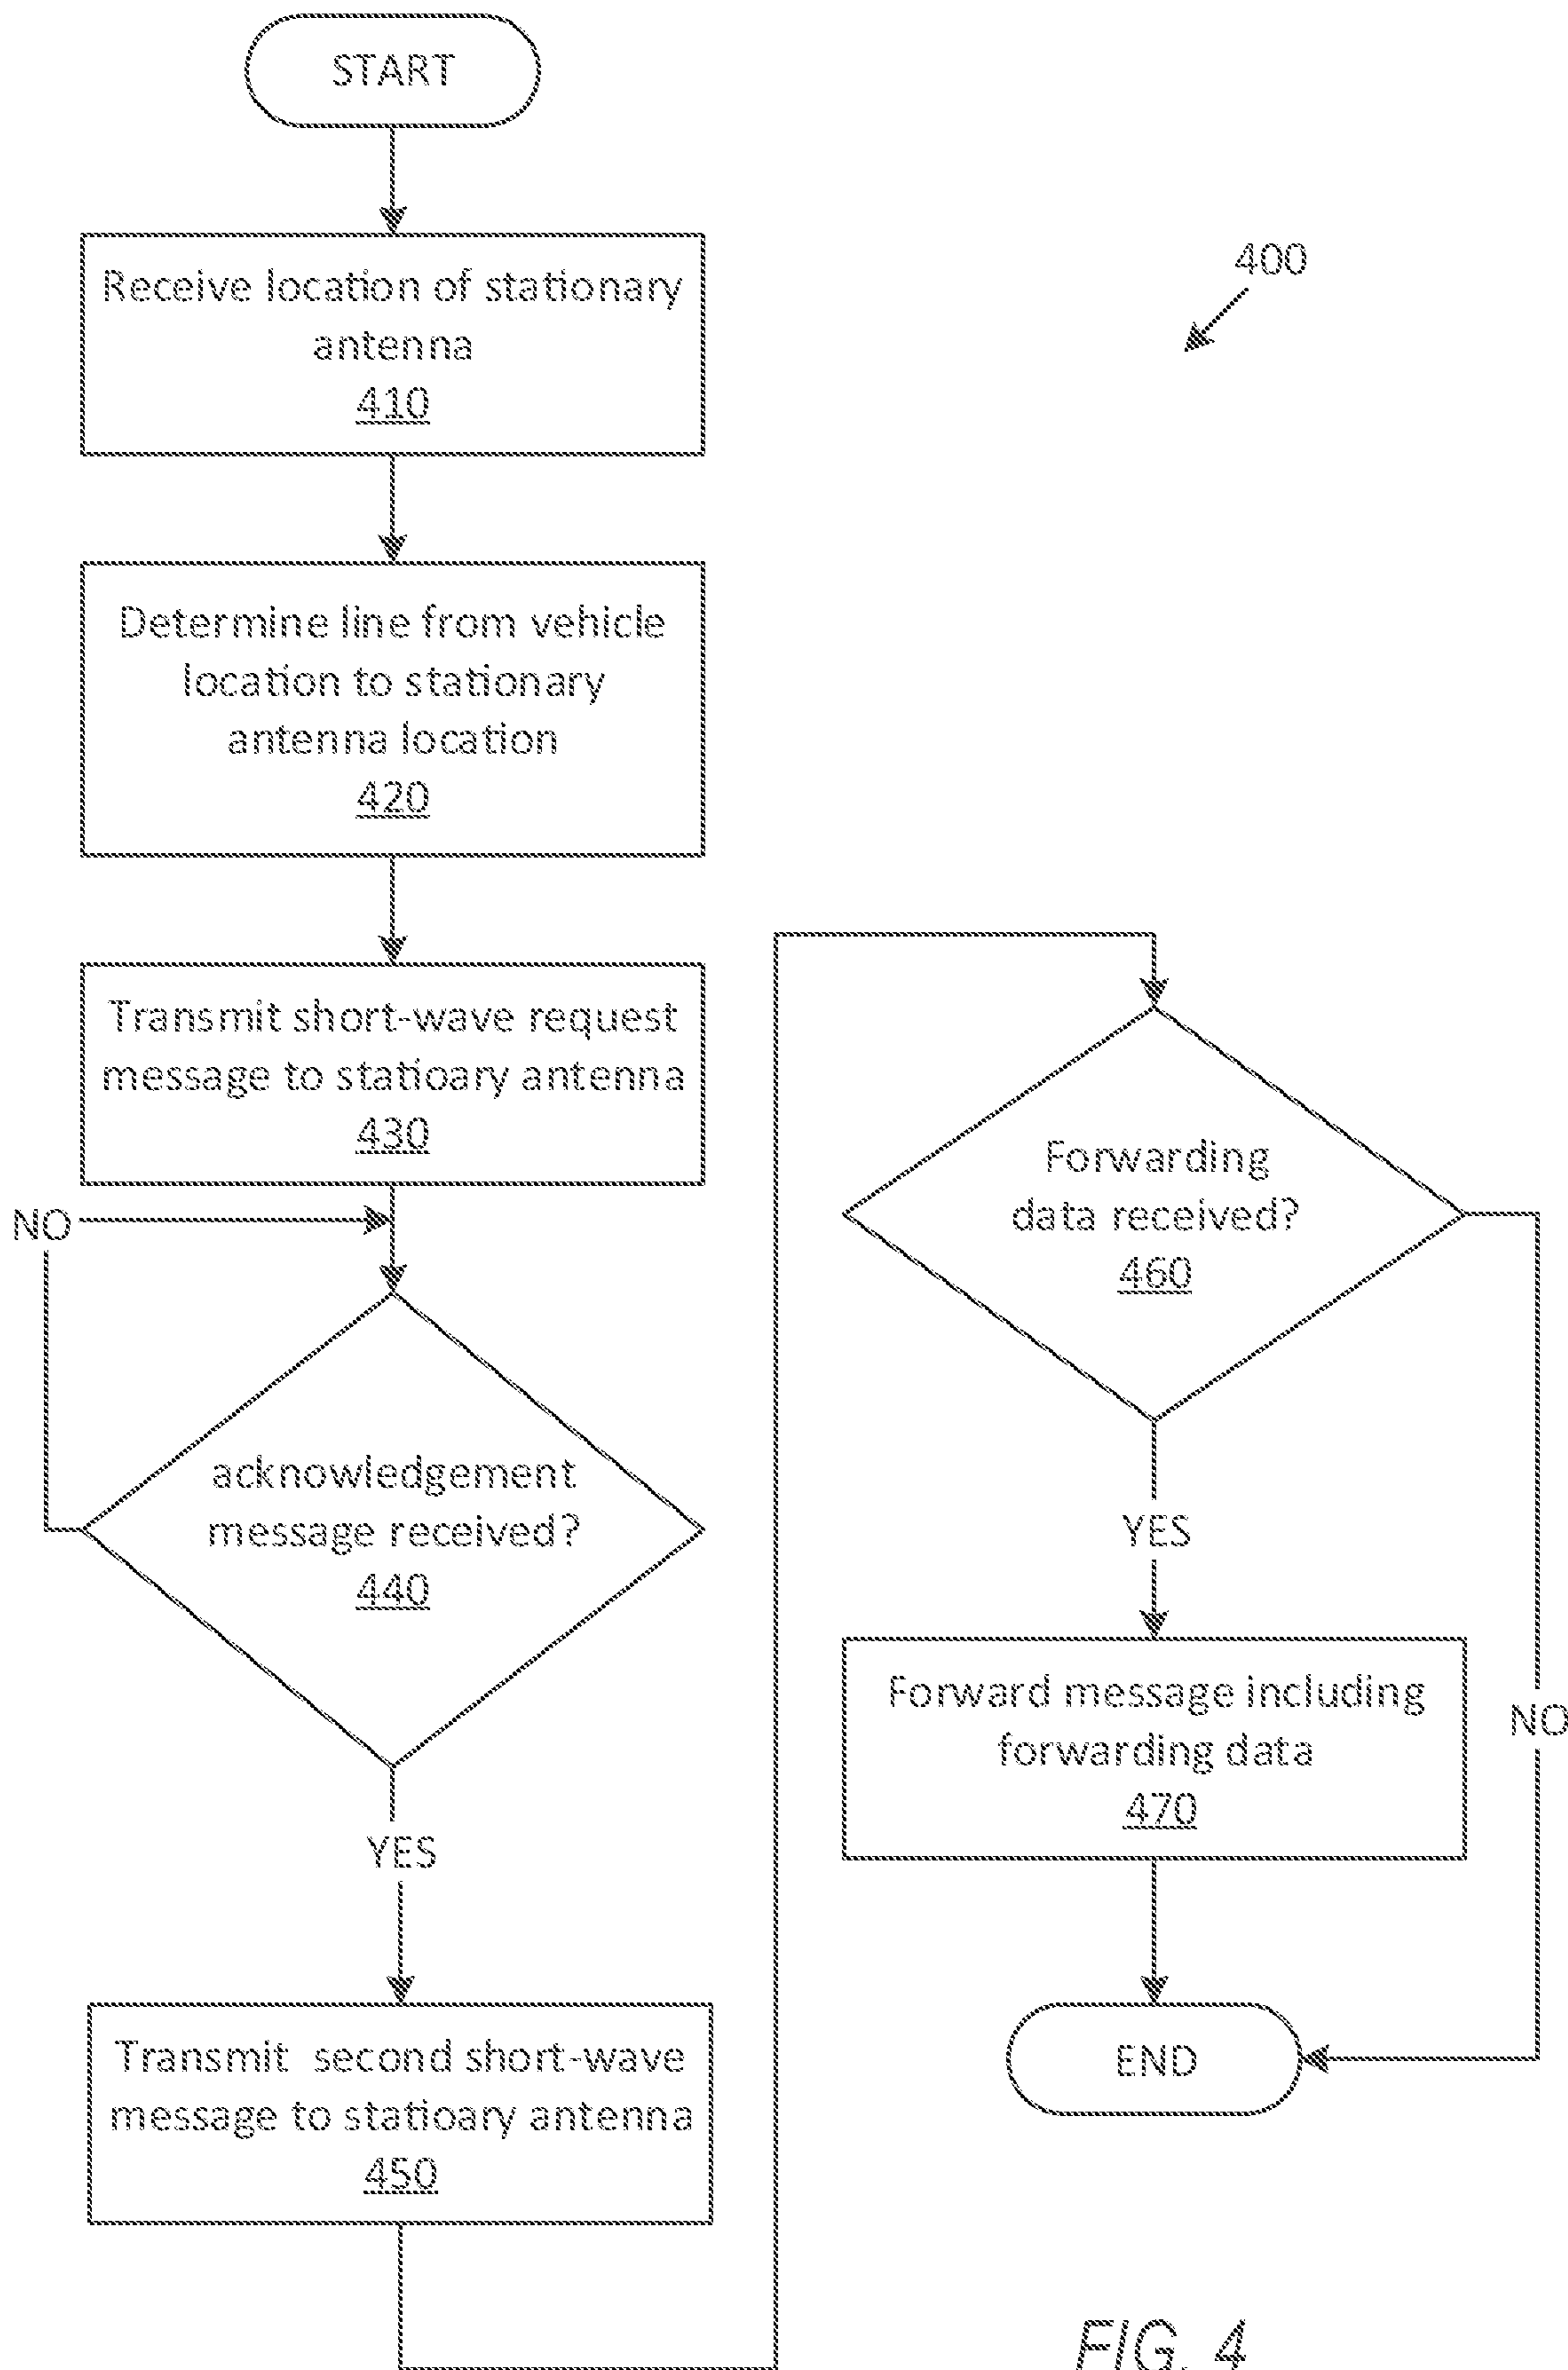 START
Receive location of stationary
antenna
410
400
Determine line from vehicle
location to stationary
antenna location
420
Transmit short-wave request
message to statioary antenna
430
NO
acknowledgement
message received?
440
YES
Transmit second short-wave
message to statioary antenna
450
Forwarding
data received?
460
YES
NO
Forward message including
forwarding data
470
END
FIG. 4